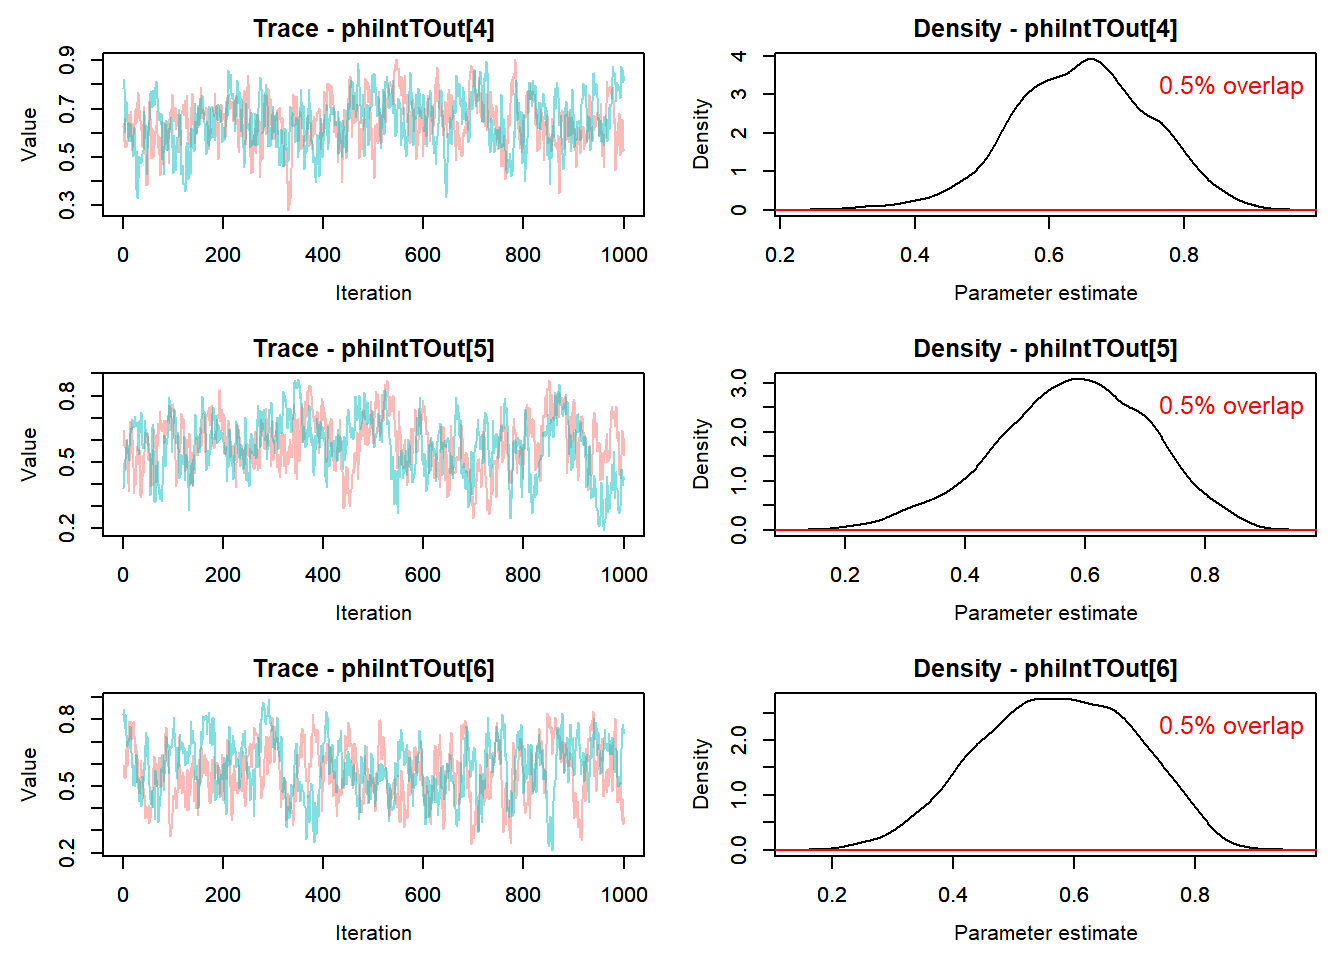 Trace - phiIntTOut[4]
Value
0.3 0.5 0.7 0.9
0 200 400 600 800 1000
Iteration
Density - phiIntTOut[4]
0.5% overlap
Density
0 1 2 3 4
0.2 0.4 0.6 0.8
Parameter estimate
Trace - phiIntTOut[5]
Value
0.2 0.5 0.8
0 200 400 600 800 1000
Iteration
Density - phiIntTOut[5]
0.5% overlap
Density
0.0 1.0 2.0 3.0
0.2 0.4 0.6 0.8
Parameter estimate
Trace - phiIntTOut[6]
Value
0.2 0.5 0.8
0 200 400 600 800 1000
Iteration
Density - phiIntTOut[6]
0.5% overlap
Density
0.0 1.0 2.0
0.2 0.4 0.6 0.8
Parameter estimate